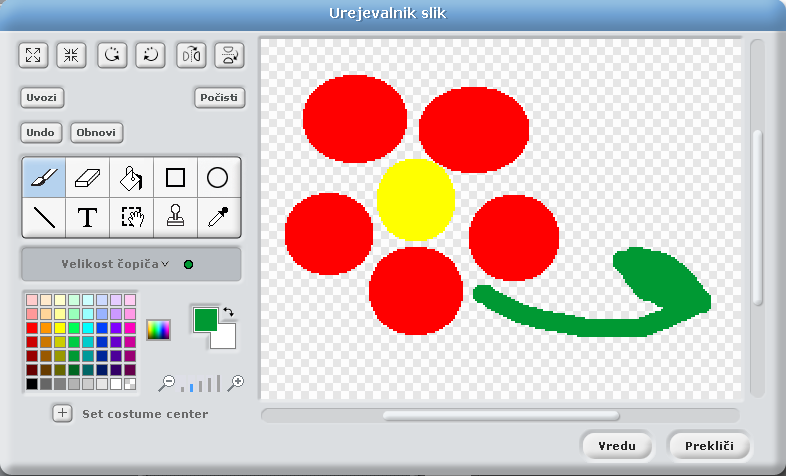 Urejevalnik slik
Uvozi
Počisti
Undo
Obnovi
T
Velikost čopiča
Set costume center
Vredu
Prekliči